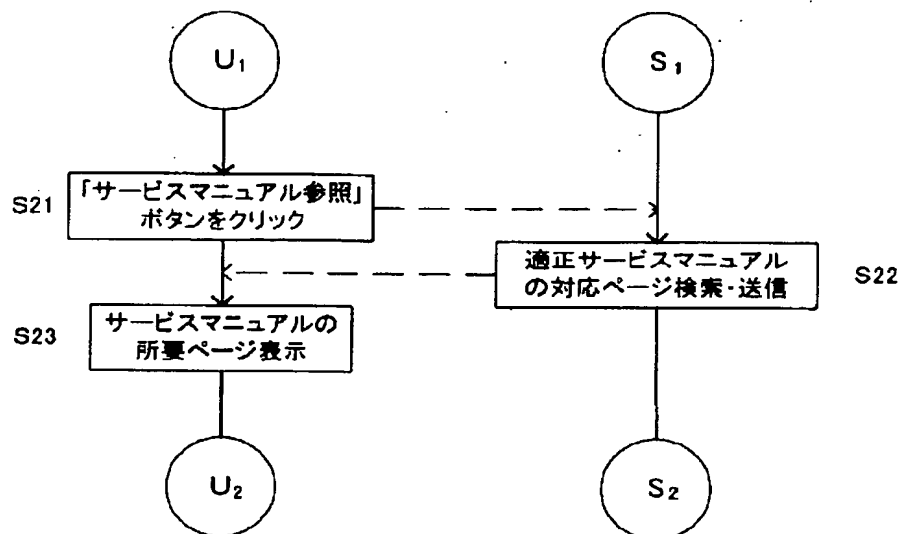 U₁
S₁
S21
「サービスマニュアル参照」
ボタンをクリック
適正サービスマニュアル
の対応ページ検索・送信
S22
S23
サービスマニュアルの
所要ページ表示
U₂
S₂